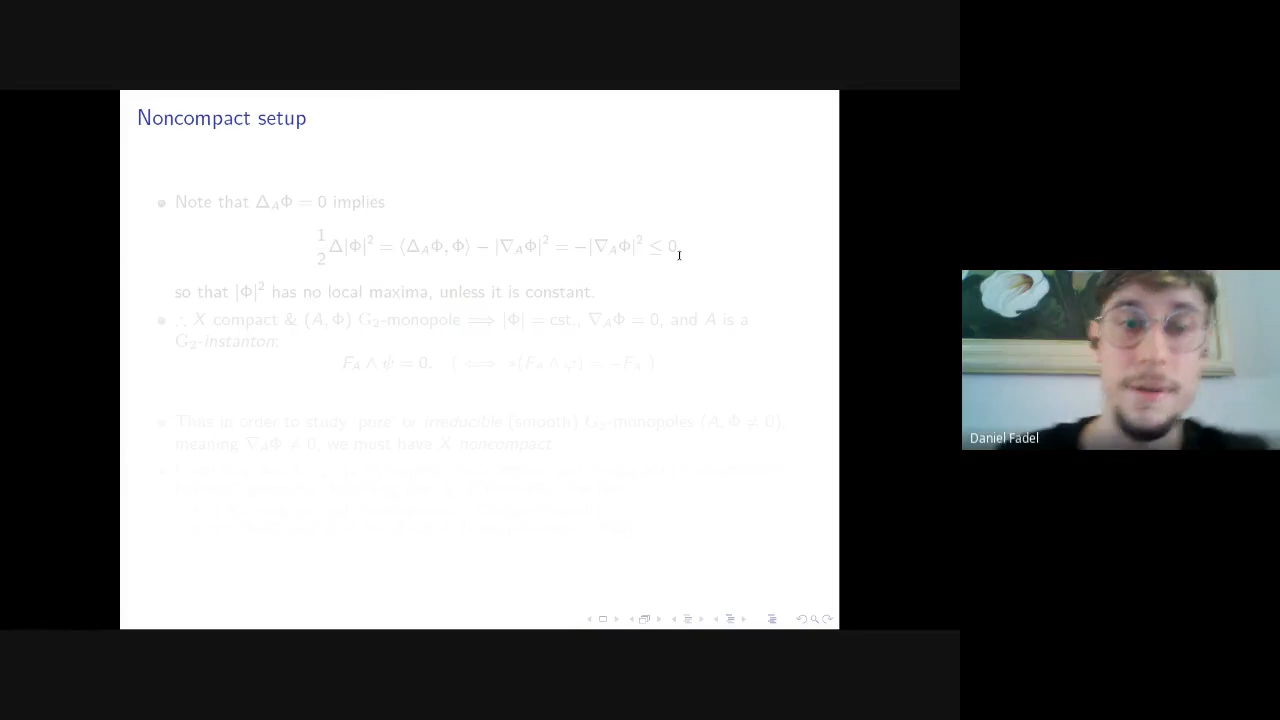 Noncompact setup
Note that Δ_AΦ = 0 implies
1/2 Δ|Φ|² = ⟨Δ_AΦ, Φ⟩ − |∇_AΦ|² = −|∇_AΦ|² ≤ 0,
so that |Φ|² has no local maxima, unless it is constant.
∴ X compact & (A, Φ) G₂-monopole ⟹ |Φ| = cst., ∇_AΦ = 0, and A is a
G₂-instanton:
F_A ∧ ψ = 0. ( ⟺ ∗(F_A ∧ φ) = −F_A )
Thus in order to study 'pure' or irreducible (smooth) G₂-monopoles (A, Φ ≠ 0),
meaning ∇_AΦ ≠ 0, we must have X noncompact
Daniel Fadel